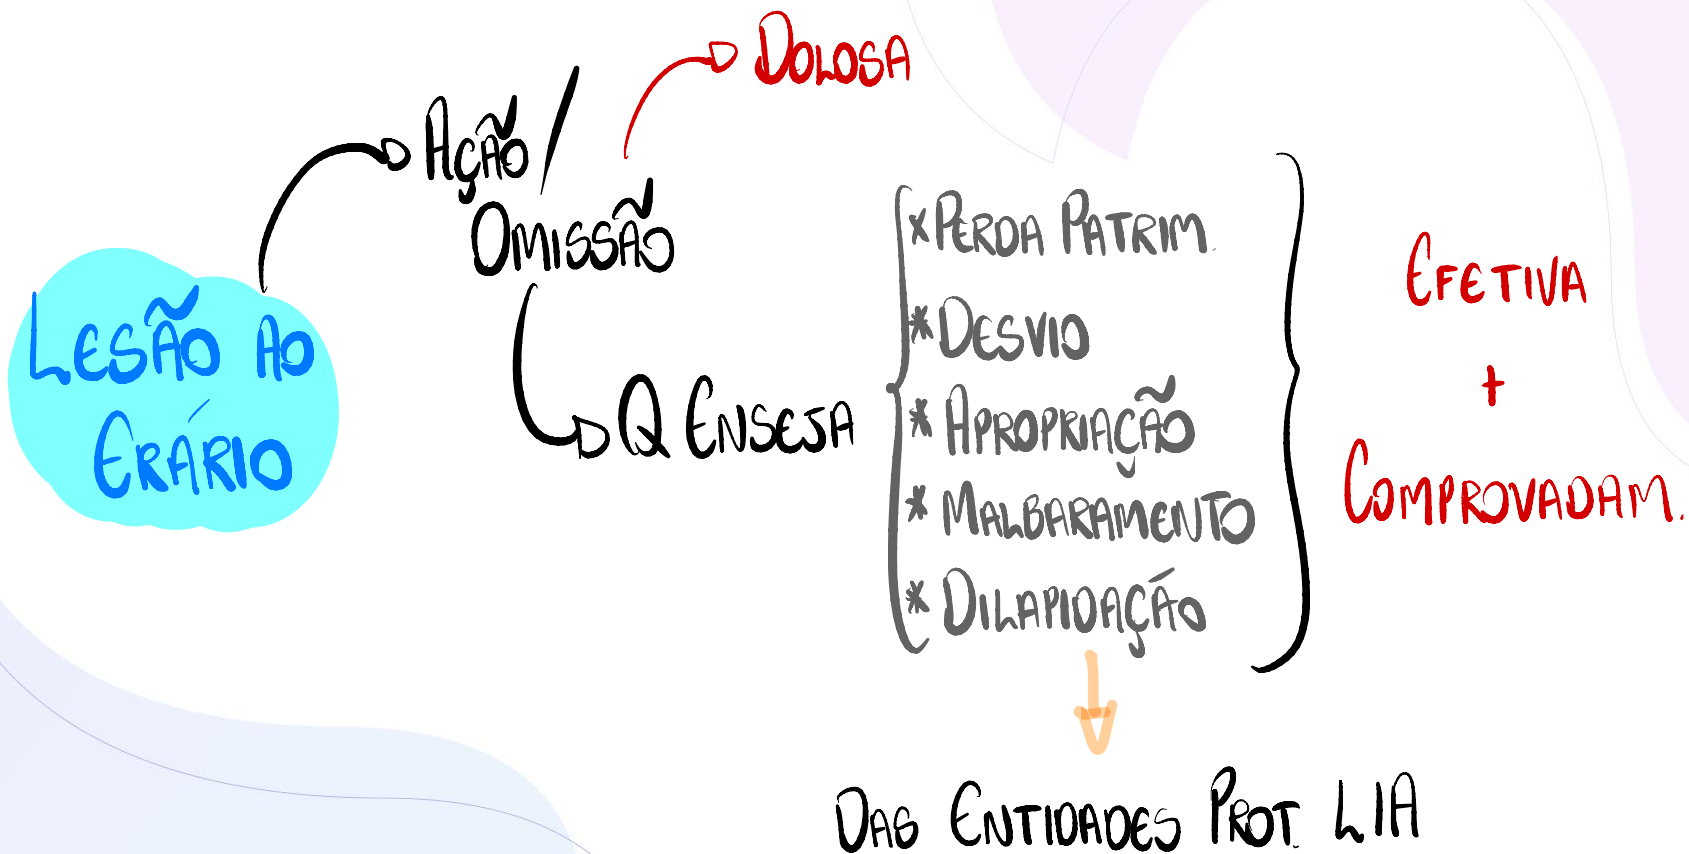 DOLOSA
AÇÃO/
OMISSÃO
LESÃO AO
ERÁRIO
Q ENSEJA
* PERDA PATRIM.
* DESVIO
* APROPRIAÇÃO
* MALBARAMENTO
* DILAPIDAÇÃO
EFETIVA
+
COMPROVADAM.
DAS ENTIDADES PROT. LIA